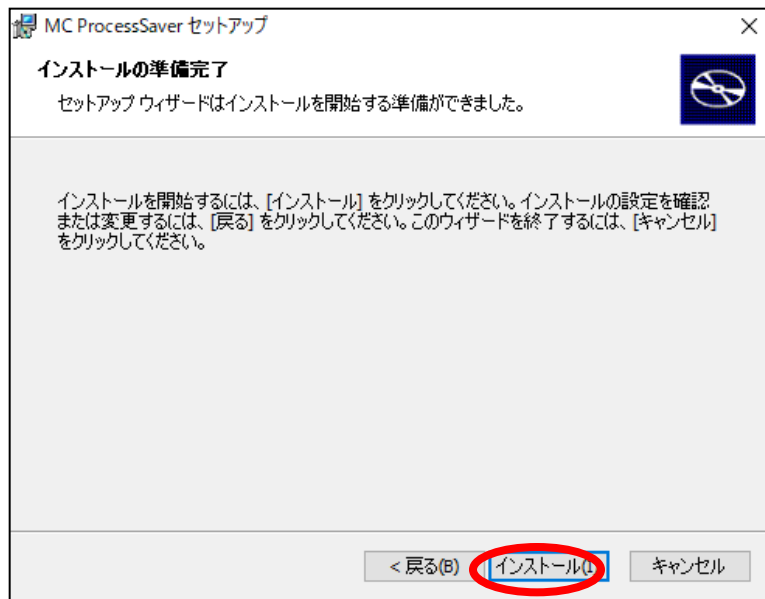 MC ProcessSaver セットアップ
インストールの準備完了
セットアップ ウィザードはインストールを開始する準備ができました。
インストールを開始するには、[インストール] をクリックしてください。インストールの設定を確認
または変更するには、[戻る] をクリックしてください。このウィザードを終了するには、[キャンセル]
をクリックしてください。
< 戻る(B) インストール(I キャンセル